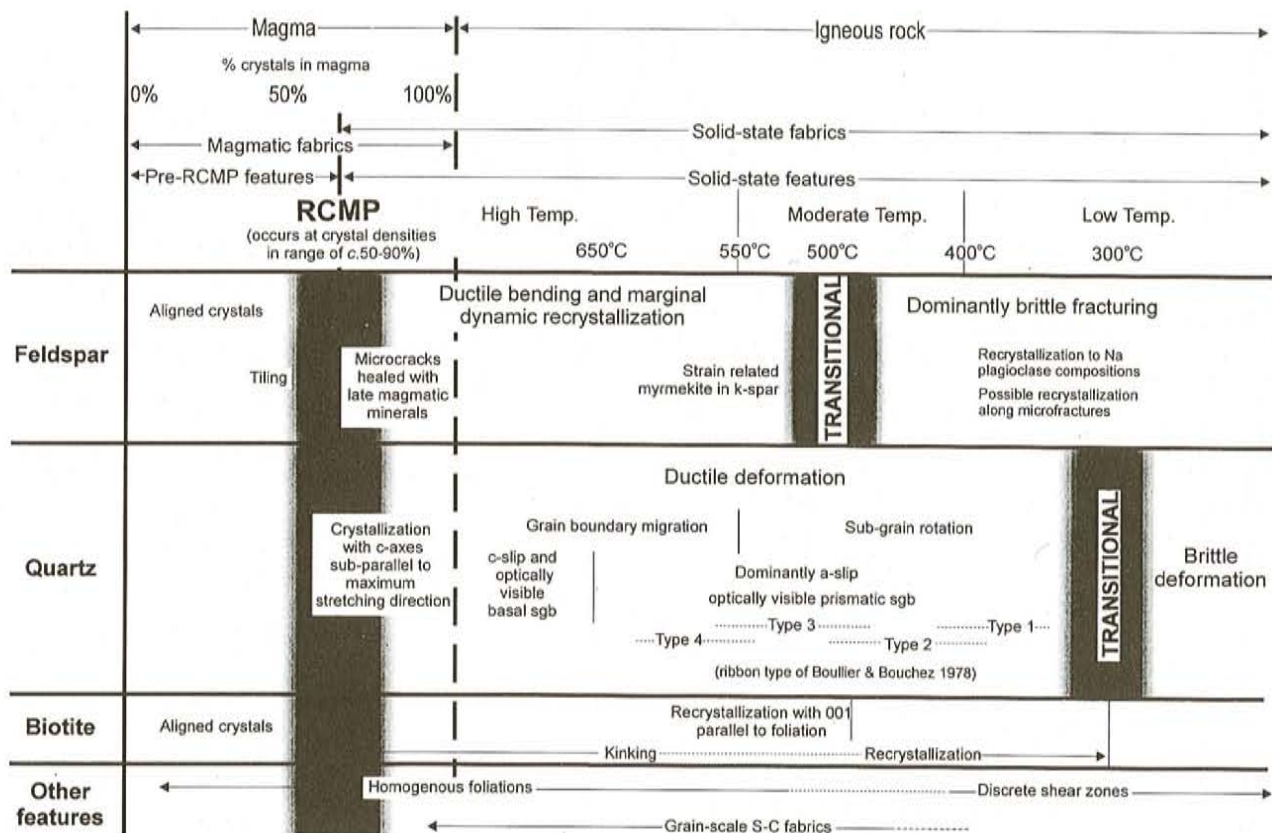 Magma
Igneous rock
% crystals in magma
0% 50% 100%
Solid-state fabrics
Magmatic fabrics
Pre-RCMP features
Solid-state features
RCMP
(occurs at crystal densities
in range of c.50-90%)
High Temp.
Moderate Temp.
Low Temp.
650°C 550°C 500°C 400°C 300°C
Feldspar
Aligned crystals
Tiling
Microcracks
healed with
late magmatic
minerals
Ductile bending and marginal
dynamic recrystallization
Strain related
myrmekite in k-spar
TRANSITIONAL
Dominantly brittle fracturing
Recrystallization to Na
plagioclase compositions
Possible recrystallization
along microfractures
Quartz
Crystallization
with c-axes
sub-parallel to
maximum
stretching direction
Ductile deformation
Grain boundary migration
Sub-grain rotation
c-slip and
optically
visible
basal sgb
Dominantly a-slip
optically visible prismatic sgb
Type 3
Type 1
Type 4
Type 2
(ribbon type of Boullier & Bouchez 1978)
TRANSITIONAL
Brittle
deformation
Biotite
Aligned crystals
Recrystallization with 001
parallel to foliation
Kinking
Recrystallization
Other
features
Homogenous foliations
Discrete shear zones
Grain-scale S-C fabrics